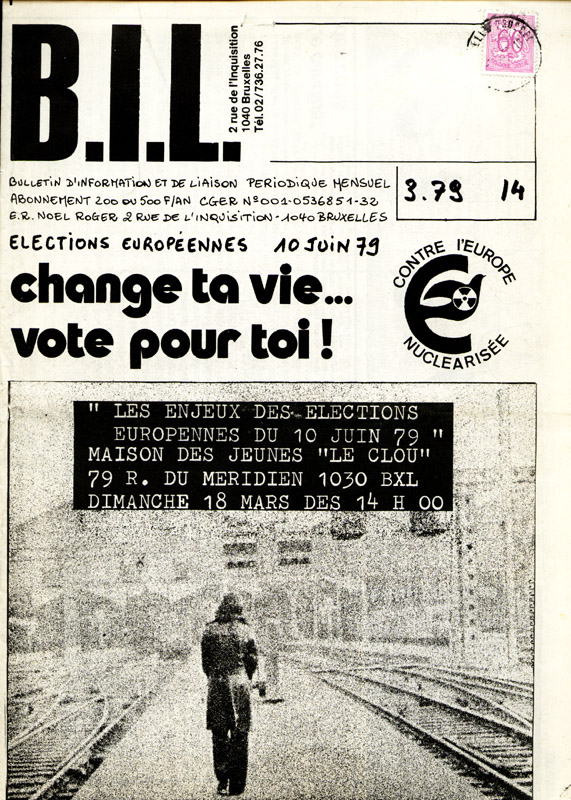 B.I.L.
2 rue de l'Inquisition
1040 Bruxelles
Tél. 02/736.27.76
BULLETIN D'INFORMATION ET DE LIAISON PERIODIQUE MENSUEL
ABONNEMENT 200 OU 500 F/AN CGER N°001-0536851-32
E.R. NOEL ROGER 2 RUE DE L'INQUISITION-1040 BRUXELLES
3.79 14
ELECTIONS EUROPÉENNES 10 JUIN 79
change ta vie...
vote pour toi !
CONTRE l'EUROPE
NUCLEARISÉE
" LES ENJEUX DES ELECTIONS
EUROPENNES DU 10 JUIN 79 "
MAISON DES JEUNES "LE CLOU"
79 R. DU MERIDIEN 1030 BXL
DIMANCHE 18 MARS DES 14 H 00